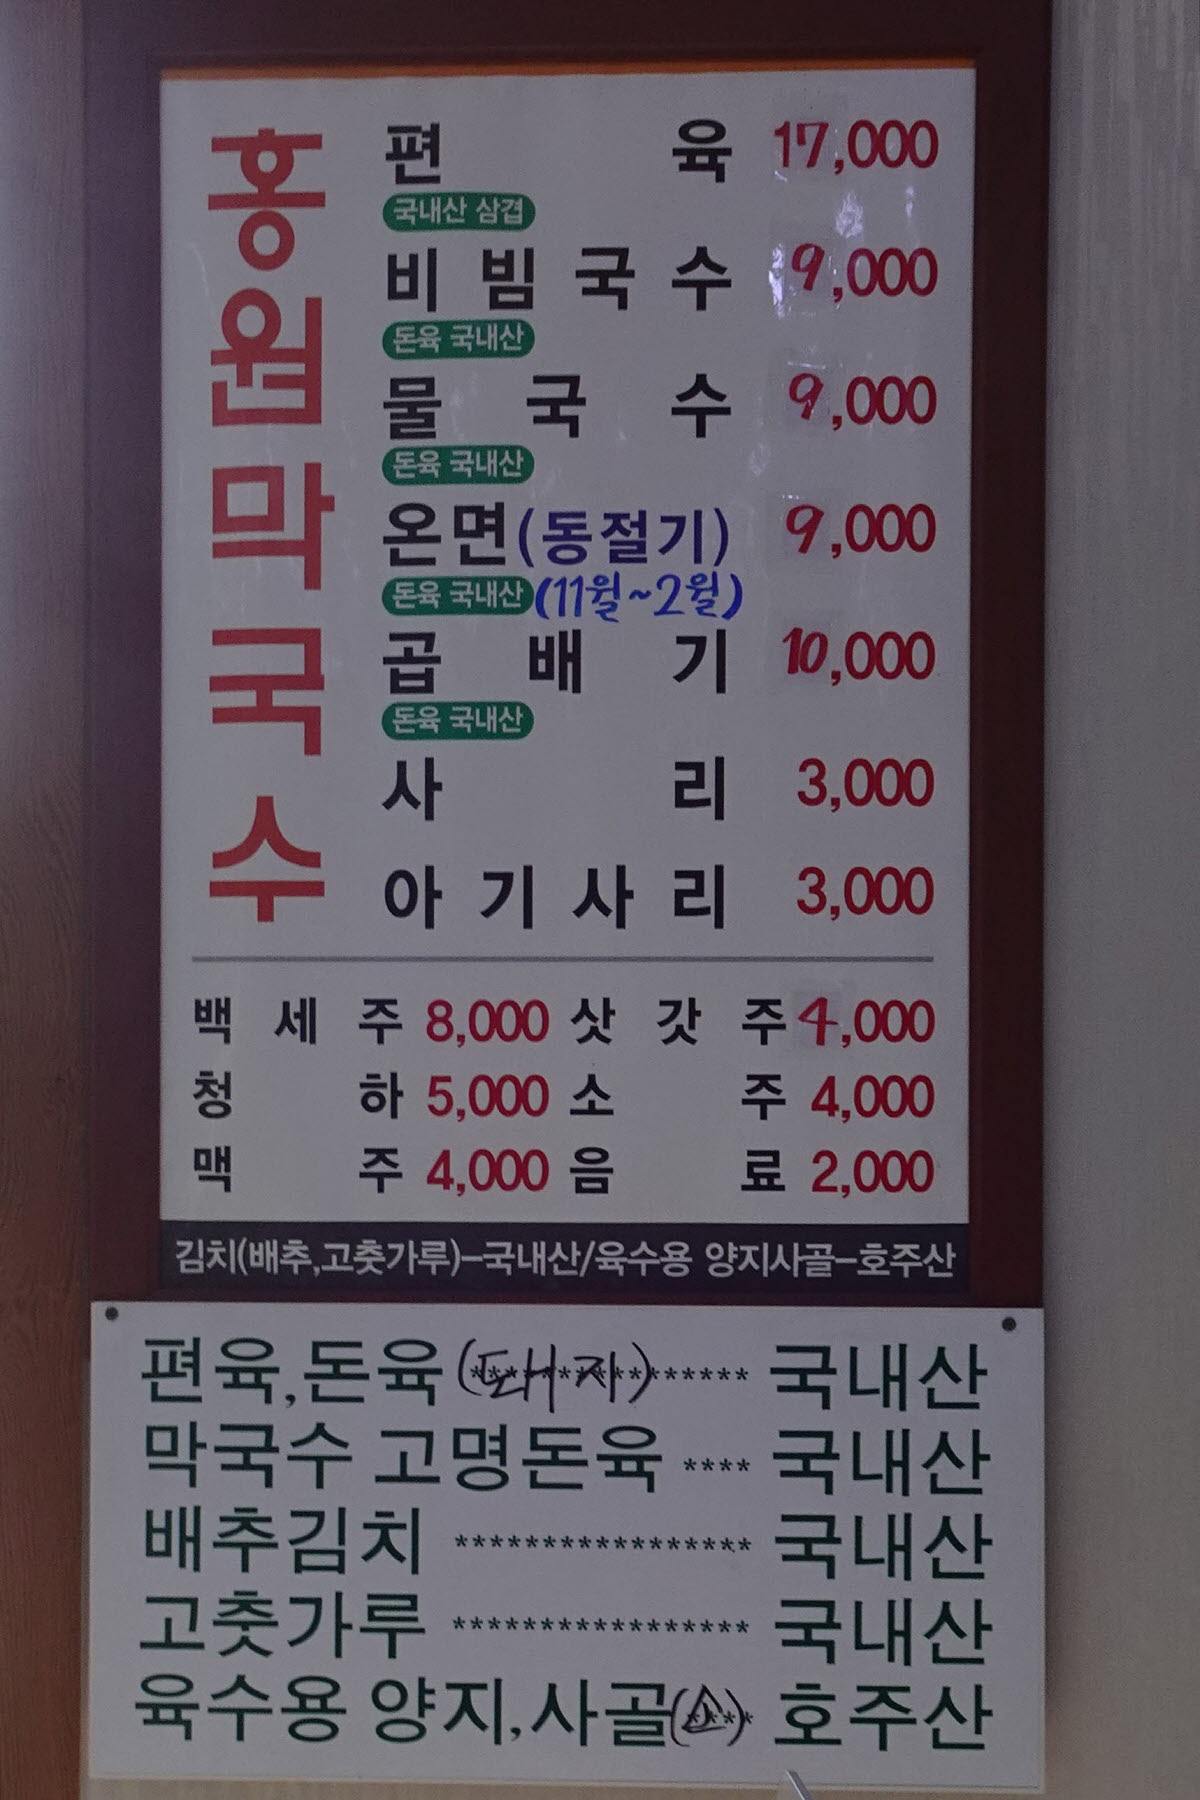 홍원막국수
편육 17,000
국내산 삼겹
비빔국수 9,000
돈육 국내산
물국수 9,000
돈육 국내산
온면(동절기) 9,000
돈육 국내산 (11월~2월)
곱배기 10,000
돈육 국내산
사리 3,000
아기사리 3,000
백세주 8,000 삿갓주 4,000
청하 5,000 소주 4,000
맥주 4,000 음료 2,000
김치(배추,고춧가루)-국내산/육수용 양지사골-호주산
편육,돈육(돼지)******* 국내산
막국수 고명돈육 **** 국내산
배추김치 ******************** 국내산
고춧가루 ******************** 국내산
육수용 양지,사골(소) 호주산